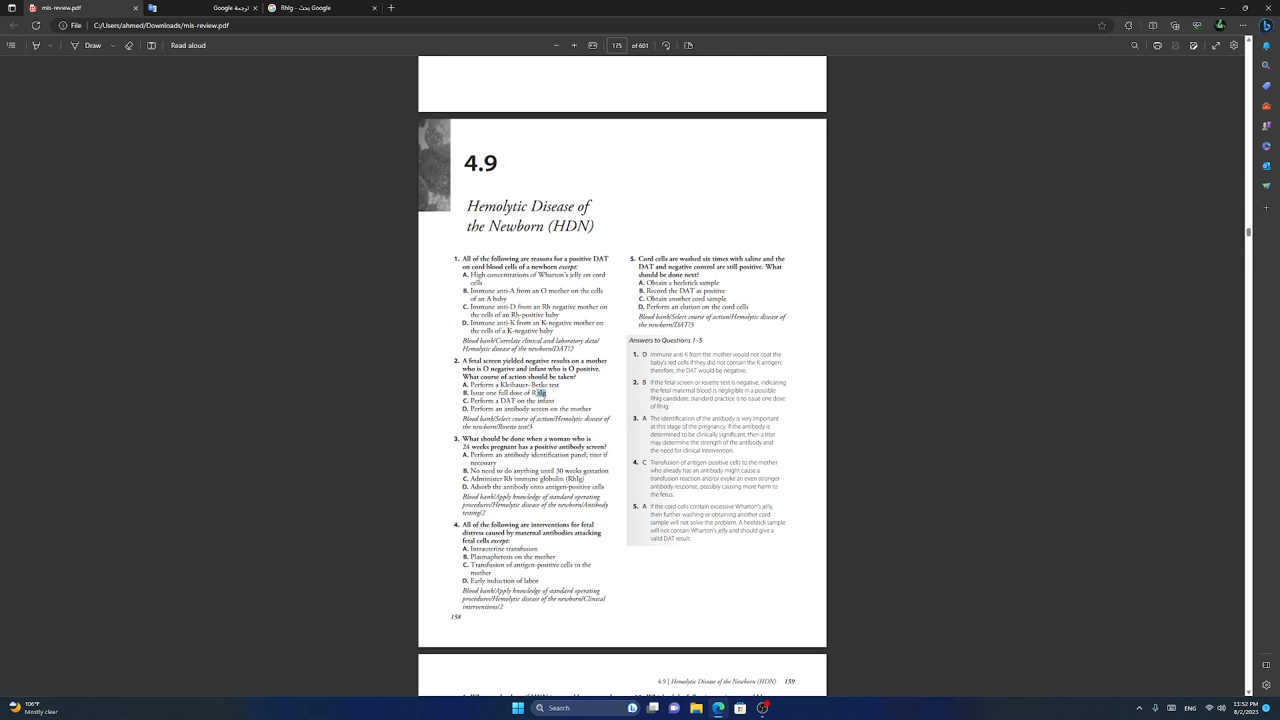 File
C:/Users/Admin/Downloads/mls-review.pdf
Draw
Read aloud
175
of 601
4.9
Hemolytic Disease of
the Newborn (HDN)
1. All of the following are reasons for a positive DAT
on cord blood cells of a newborn except:
A. High concentrations of Wharton's jelly on cord
cells
B. Immune anti-A from an O mother on the cells
of an A baby
C. Immune anti-D from an Rh negative mother on
the cells of an Rh-positive baby
D. Immune anti-K from an K-negative mother on
the cells of a K-negative baby
Blood bank/Correlate clinical and laboratory data/
Hemolytic disease of the newborn/DAT/2
2. A fetal screen yielded negative results on a mother
who is O negative and infant who is O positive.
What course of action should be taken?
A. Perform a Kleihauer–Betke test
B. Issue one full dose of RhIg
C. Perform a DAT on the infant
D. Perform an antibody screen on the mother
Blood bank/Select course of action/Hemolytic disease of
the newborn/Rosette test/3
3. What should be done when a woman who is
24 weeks pregnant has a positive antibody screen?
A. Perform an antibody identification panel; titer if
necessary
B. No need to do anything until 30 weeks gestation
C. Administer Rh immune globulin (RhIg)
D. Adsorb the antibody onto antigen-positive cells
Blood bank/Apply knowledge of standard operating
procedures/Hemolytic disease of the newborn/Antibody
testing/2
4. All of the following are interventions for fetal
distress caused by maternal antibodies attacking
fetal cells except:
A. Intrauterine transfusion
B. Plasmapheresis on the mother
C. Transfusion of antigen-positive cells to the
mother
D. Early induction of labor
Blood bank/Apply knowledge of standard operating
procedures/Hemolytic disease of the newborn/Clinical
interventions/2
158
5. Cord cells are washed six times with saline and the
DAT and negative control are still positive. What
should be done next?
A. Obtain a heelstick sample
B. Record the DAT as positive
C. Obtain another cord sample
D. Perform an elution on the cord cells
Blood bank/Select course of action/Hemolytic disease of
the newborn/DAT/3
Answers to Questions 1–5
1. D Immune anti-K from the mother would not coat the
baby's red cells if they did not contain the K antigen;
therefore, the DAT would be negative.
2. B If the fetal screen or rosette test is negative, indicating
the fetal maternal blood is negligible in a possible
RhIg candidate, standard practice is to issue one dose
of RhIg.
3. A The identification of the antibody is very important
at this stage of the pregnancy. If the antibody is
determined to be clinically significant, then a titer
may determine the strength of the antibody and
the need for clinical intervention.
4. C Transfusion of antigen-positive cells to the mother
who already has an antibody might cause a
transfusion reaction and/or evoke an even stronger
antibody response, possibly causing more harm to
the fetus.
5. A If the cord cells contain excessive Wharton's jelly,
then further washing or obtaining another cord
sample will not solve the problem. A heelstick sample
will not contain Wharton's jelly and should give a
valid DAT result.
4.9 | Hemolytic Disease of the Newborn (HDN) 159
106°F
Mostly clear
Search
11:52 PM